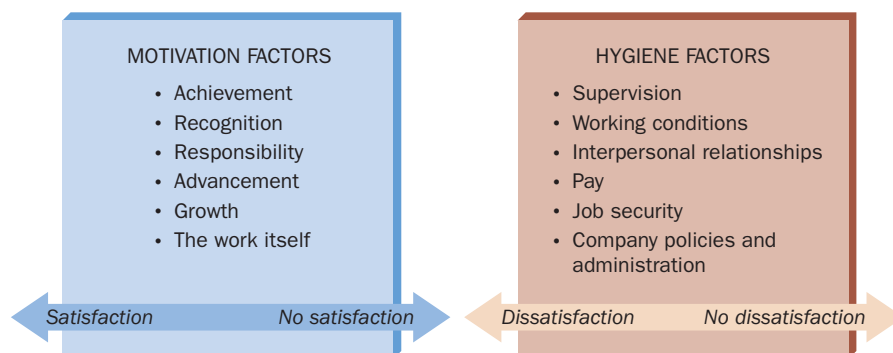 MOTIVATION FACTORS
• Achievement
• Recognition
• Responsibility
• Advancement
• Growth
• The work itself
Satisfaction No satisfaction
HYGIENE FACTORS
• Supervision
• Working conditions
• Interpersonal relationships
• Pay
• Job security
• Company policies and
administration
Dissatisfaction No dissatisfaction